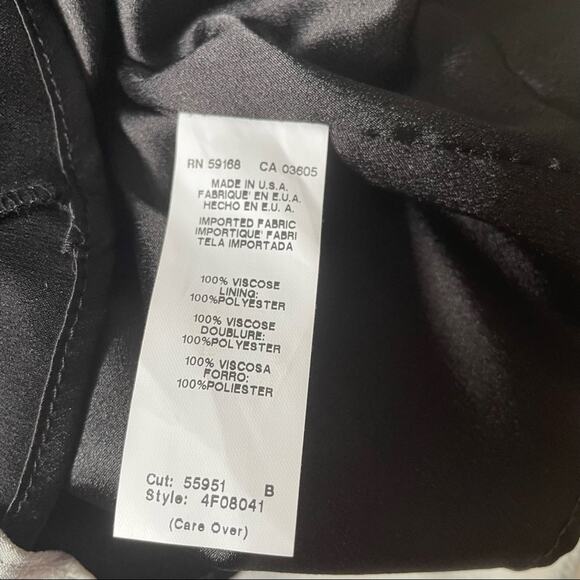 RN 59168 CA 03605
MADE IN U.S.A.
FABRIQUE' EN E.U.A.
HECHO EN E.U. A.
IMPORTED FABRIC
IMPORTIQUE' FABRI
TELA IMPORTADA
100% VISCOSE
LINING:
100%POLYESTER
100% VISCOSE
DOUBLURE:
100%POLYESTER
100% VISCOSA
FORRO:
100%POLIESTER
Cut: 55951 B
Style: 4F08041
(Care Over)